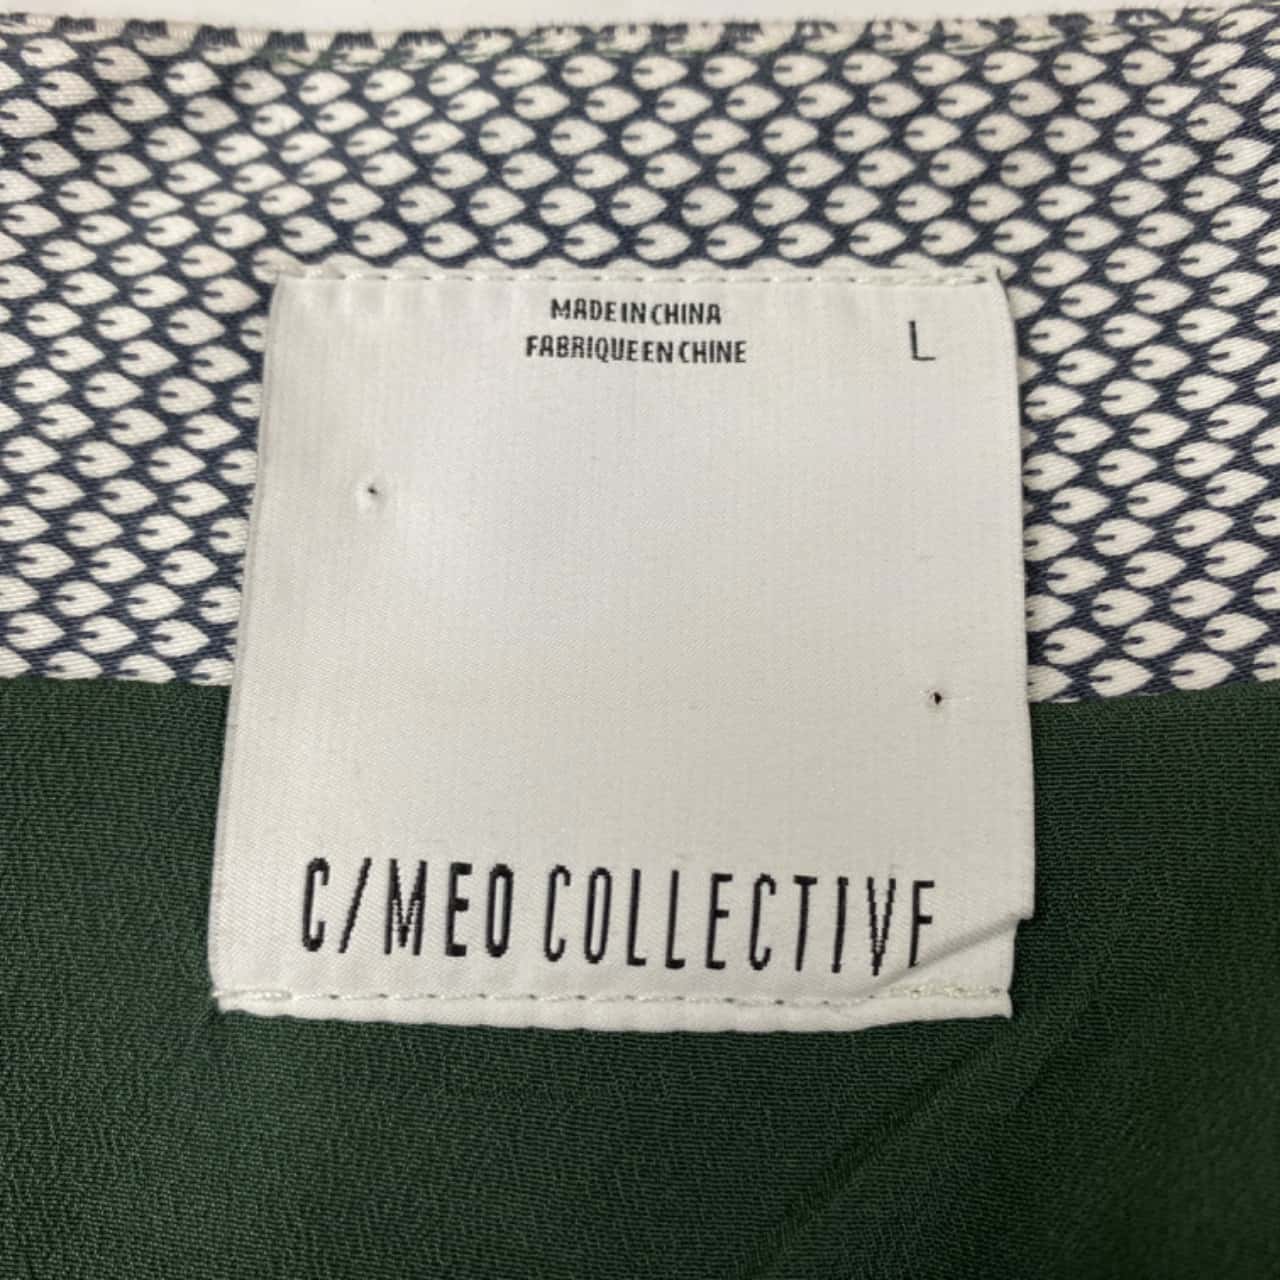 MADE IN CHINA
FABRIQUE EN CHINE
L
C/MEO COLLECTIVE